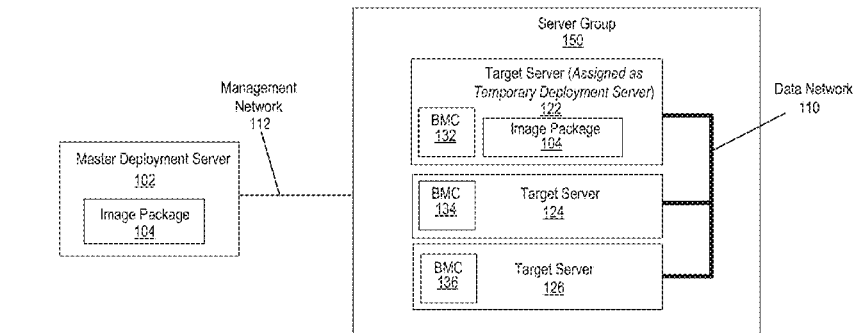 Server Group
150
Target Server (Assigned as
Temporary Deployment Server)
122
BMC
132
Image Package
104
Management
Network
112
Data Network
110
Master Deployment Server
102
Image Package
104
BMC
134
Target Server
124
BMC
136
Target Server
126